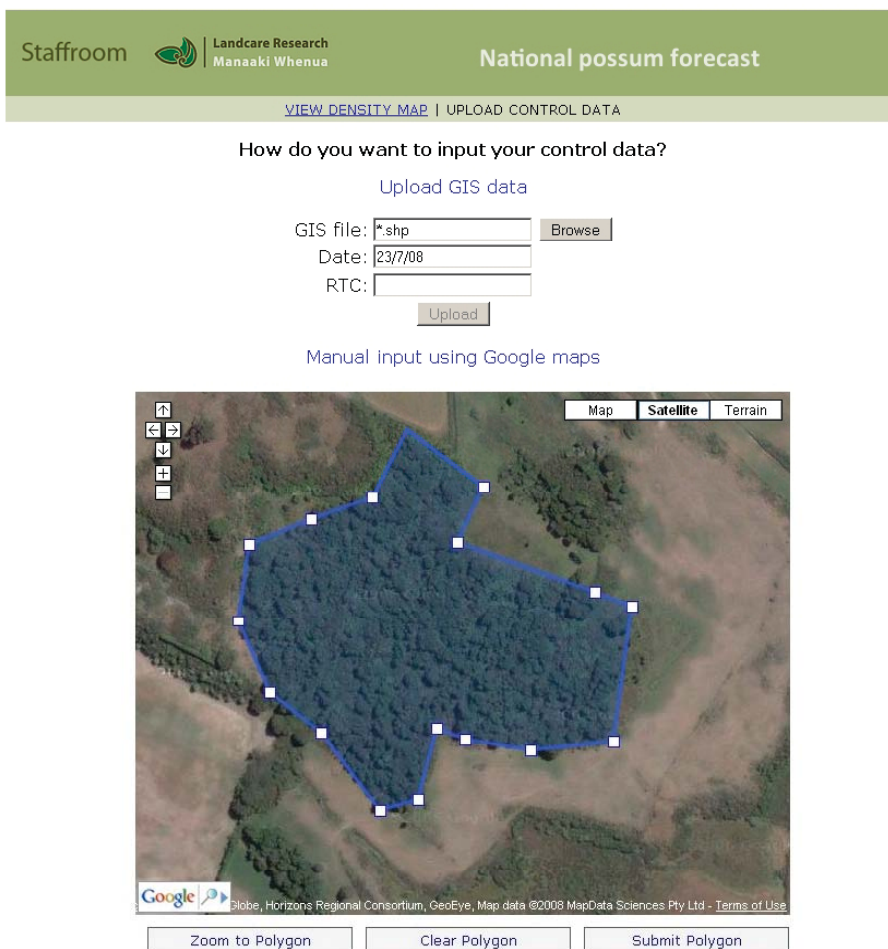 Staffroom
Landcare Research
Manaaki Whenua
National possum forecast
VIEW DENSITY MAP | UPLOAD CONTROL DATA
How do you want to input your control data?
Upload GIS data
GIS file: *.shp Browse
Date: 23/7/08
RTC:
Upload
Manual input using Google maps
Map Satellite Terrain
Google
Globe, Horizons Regional Consortium, GeoEye, Map data ©2008 MapData Sciences Pty Ltd - Terms of Use
Zoom to Polygon Clear Polygon Submit Polygon